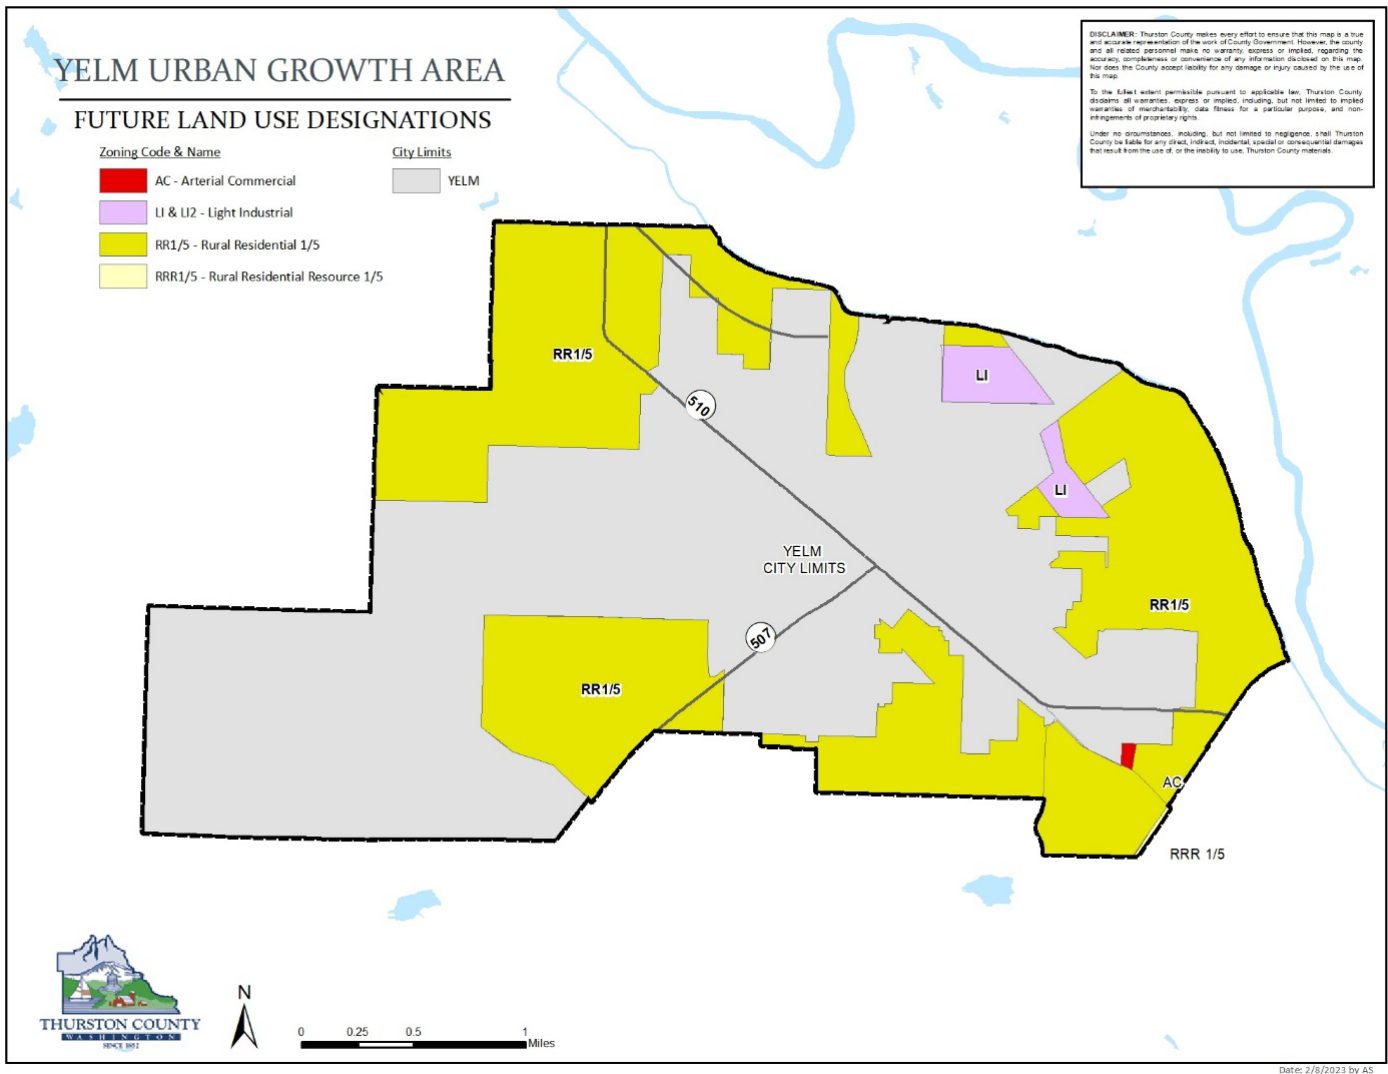 YELM URBAN GROWTH AREA
FUTURE LAND USE DESIGNATIONS
Zoning Code & Name
AC - Arterial Commercial
LI & LI2 - Light Industrial
RR1/5 - Rural Residential 1/5
RRR1/5 - Rural Residential Resource 1/5
City Limits
YELM
DISCLAIMER: Thurston County makes every effort to ensure that this map is a true
and accurate representation of the work of County Government. However, the county
and all related personnel make no warranty, express or implied, regarding the
accuracy, completeness or convenience of any information disclosed on this map.
Nor does the County accept liability for any damage or injury caused by the use of
this map.
To the fullest extent permissible pursuant to applicable law, Thurston County
disclaims all warranties, express or implied, including, but not limited to implied
warranties of merchantability, data fitness for a particular purpose, and non-
infringements of proprietary rights.
Under no circumstances, including, but not limited to negligence, shall Thurston
County be liable for any direct, indirect, incidental, special or consequential damages
that result from the use of, or the inability to use, Thurston County materials.
RR1/5
LI
510
LI
YELM
CITY LIMITS
RR1/5
507
RR1/5
AC
RRR 1/5
THURSTON COUNTY
WASHINGTON
SINCE 1852
N
0 0.25 0.5 1
Miles
Date: 2/8/2023 by AS